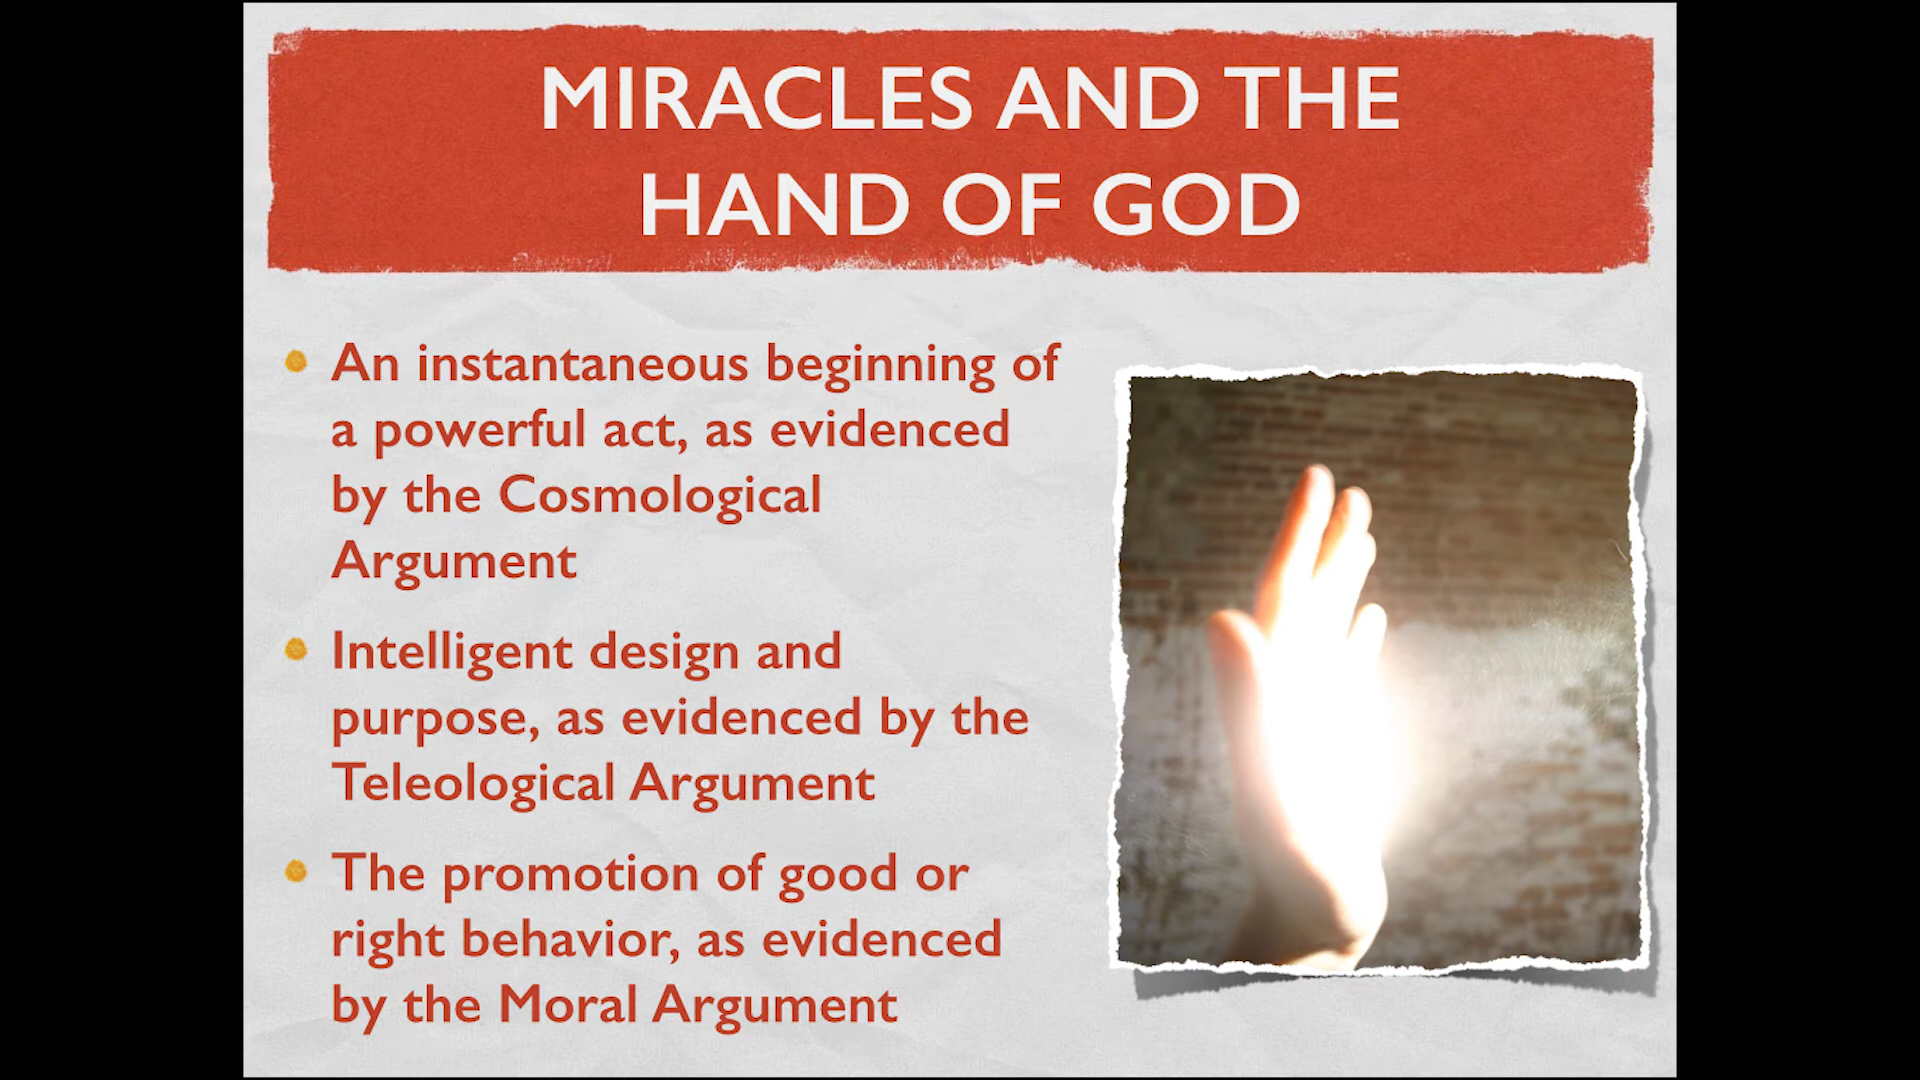 MIRACLES AND THE
HAND OF GOD
An instantaneous beginning of
a powerful act, as evidenced
by the Cosmological
Argument
Intelligent design and
purpose, as evidenced by the
Teleological Argument
The promotion of good or
right behavior, as evidenced
by the Moral Argument